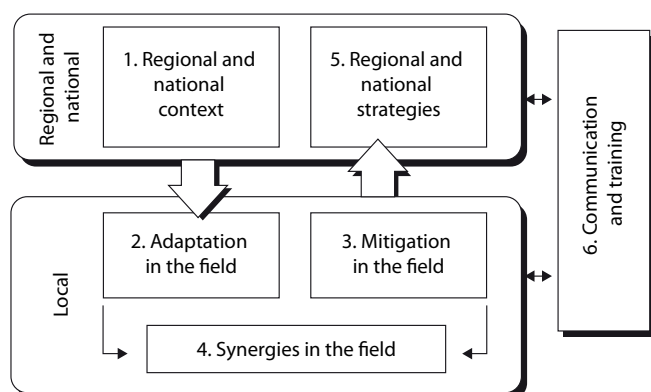 Regional and
national
1. Regional and
national
context
5. Regional and
national
strategies
Local
2. Adaptation
in the field
3. Mitigation
in the field
4. Synergies in the field
6. Communication
and training